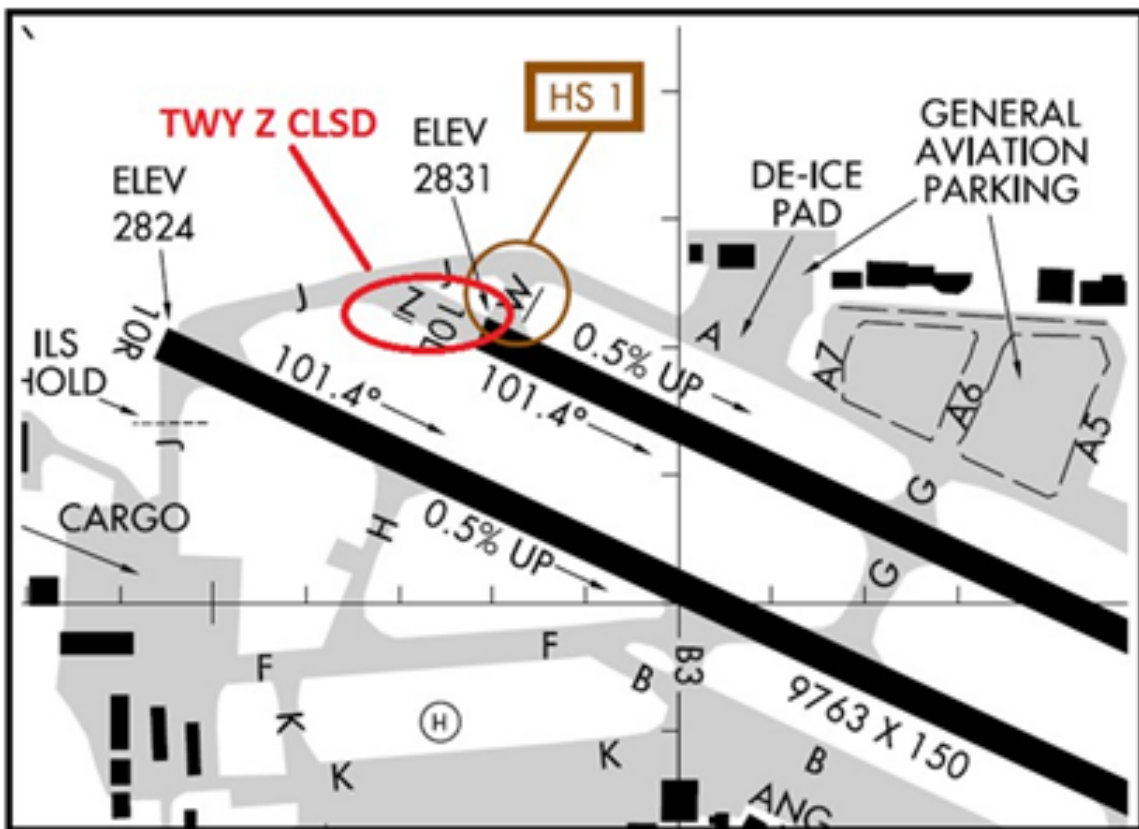 HS 1
TWY Z CLSD
ELEV
2831
ELEV
2824
GENERAL
AVIATION
PARKING
DE-ICE
PAD
J
J
Z
W
10L
10R
ILS
HOLD
101.4°
101.4°
0.5% UP
A
A7
A6
A5
J
G
G
H
0.5% UP
CARGO
F
F
B
B3
K
H
K
K
9763 X 150
B
ANG